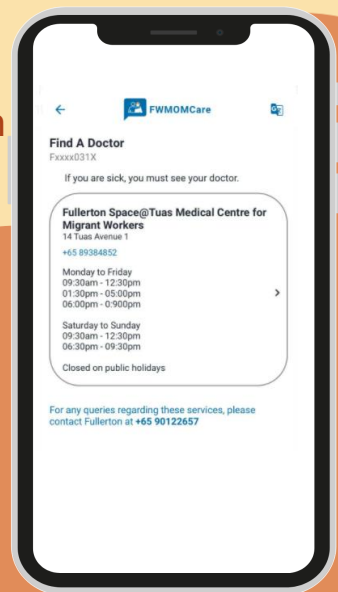 FWMOMCare
Find A Doctor
Fxxxx031X
If you are sick, you must see your doctor.
Fullerton Space@Tuas Medical Centre for
Migrant Workers
14 Tuas Avenue 1
+65 89384852
Monday to Friday
09:30am - 12:30pm
01:30pm - 05:00pm
06:00pm - 0:900pm
Saturday to Sunday
09:30am - 12:30pm
06:30pm - 09:30pm
Closed on public holidays
For any queries regarding these services, please
contact Fullerton at +65 90122657